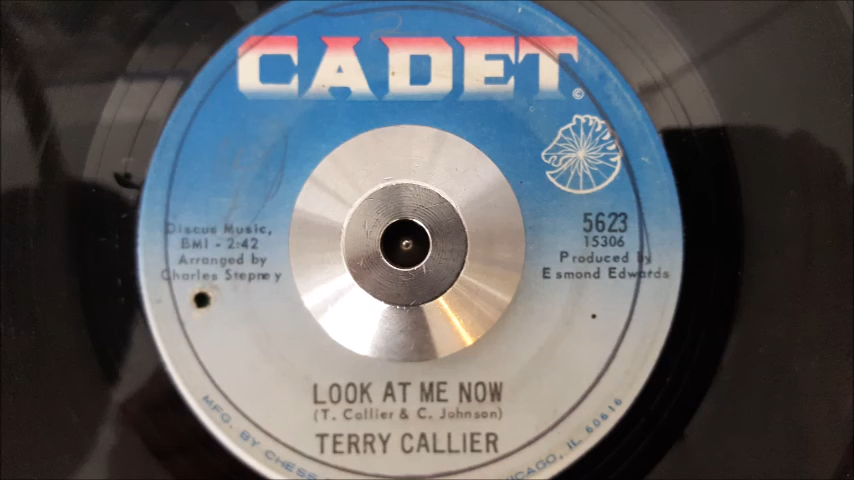 CADET
©
Discus Music,
BMI - 2:42
Arranged by
Charles Stepney
5623
15306
Produced by
Esmond Edwards
LOOK AT ME NOW
(T. Collier & C. Johnson)
TERRY CALLIER
MFG. BY CHESS
CHICAGO, IL 60616